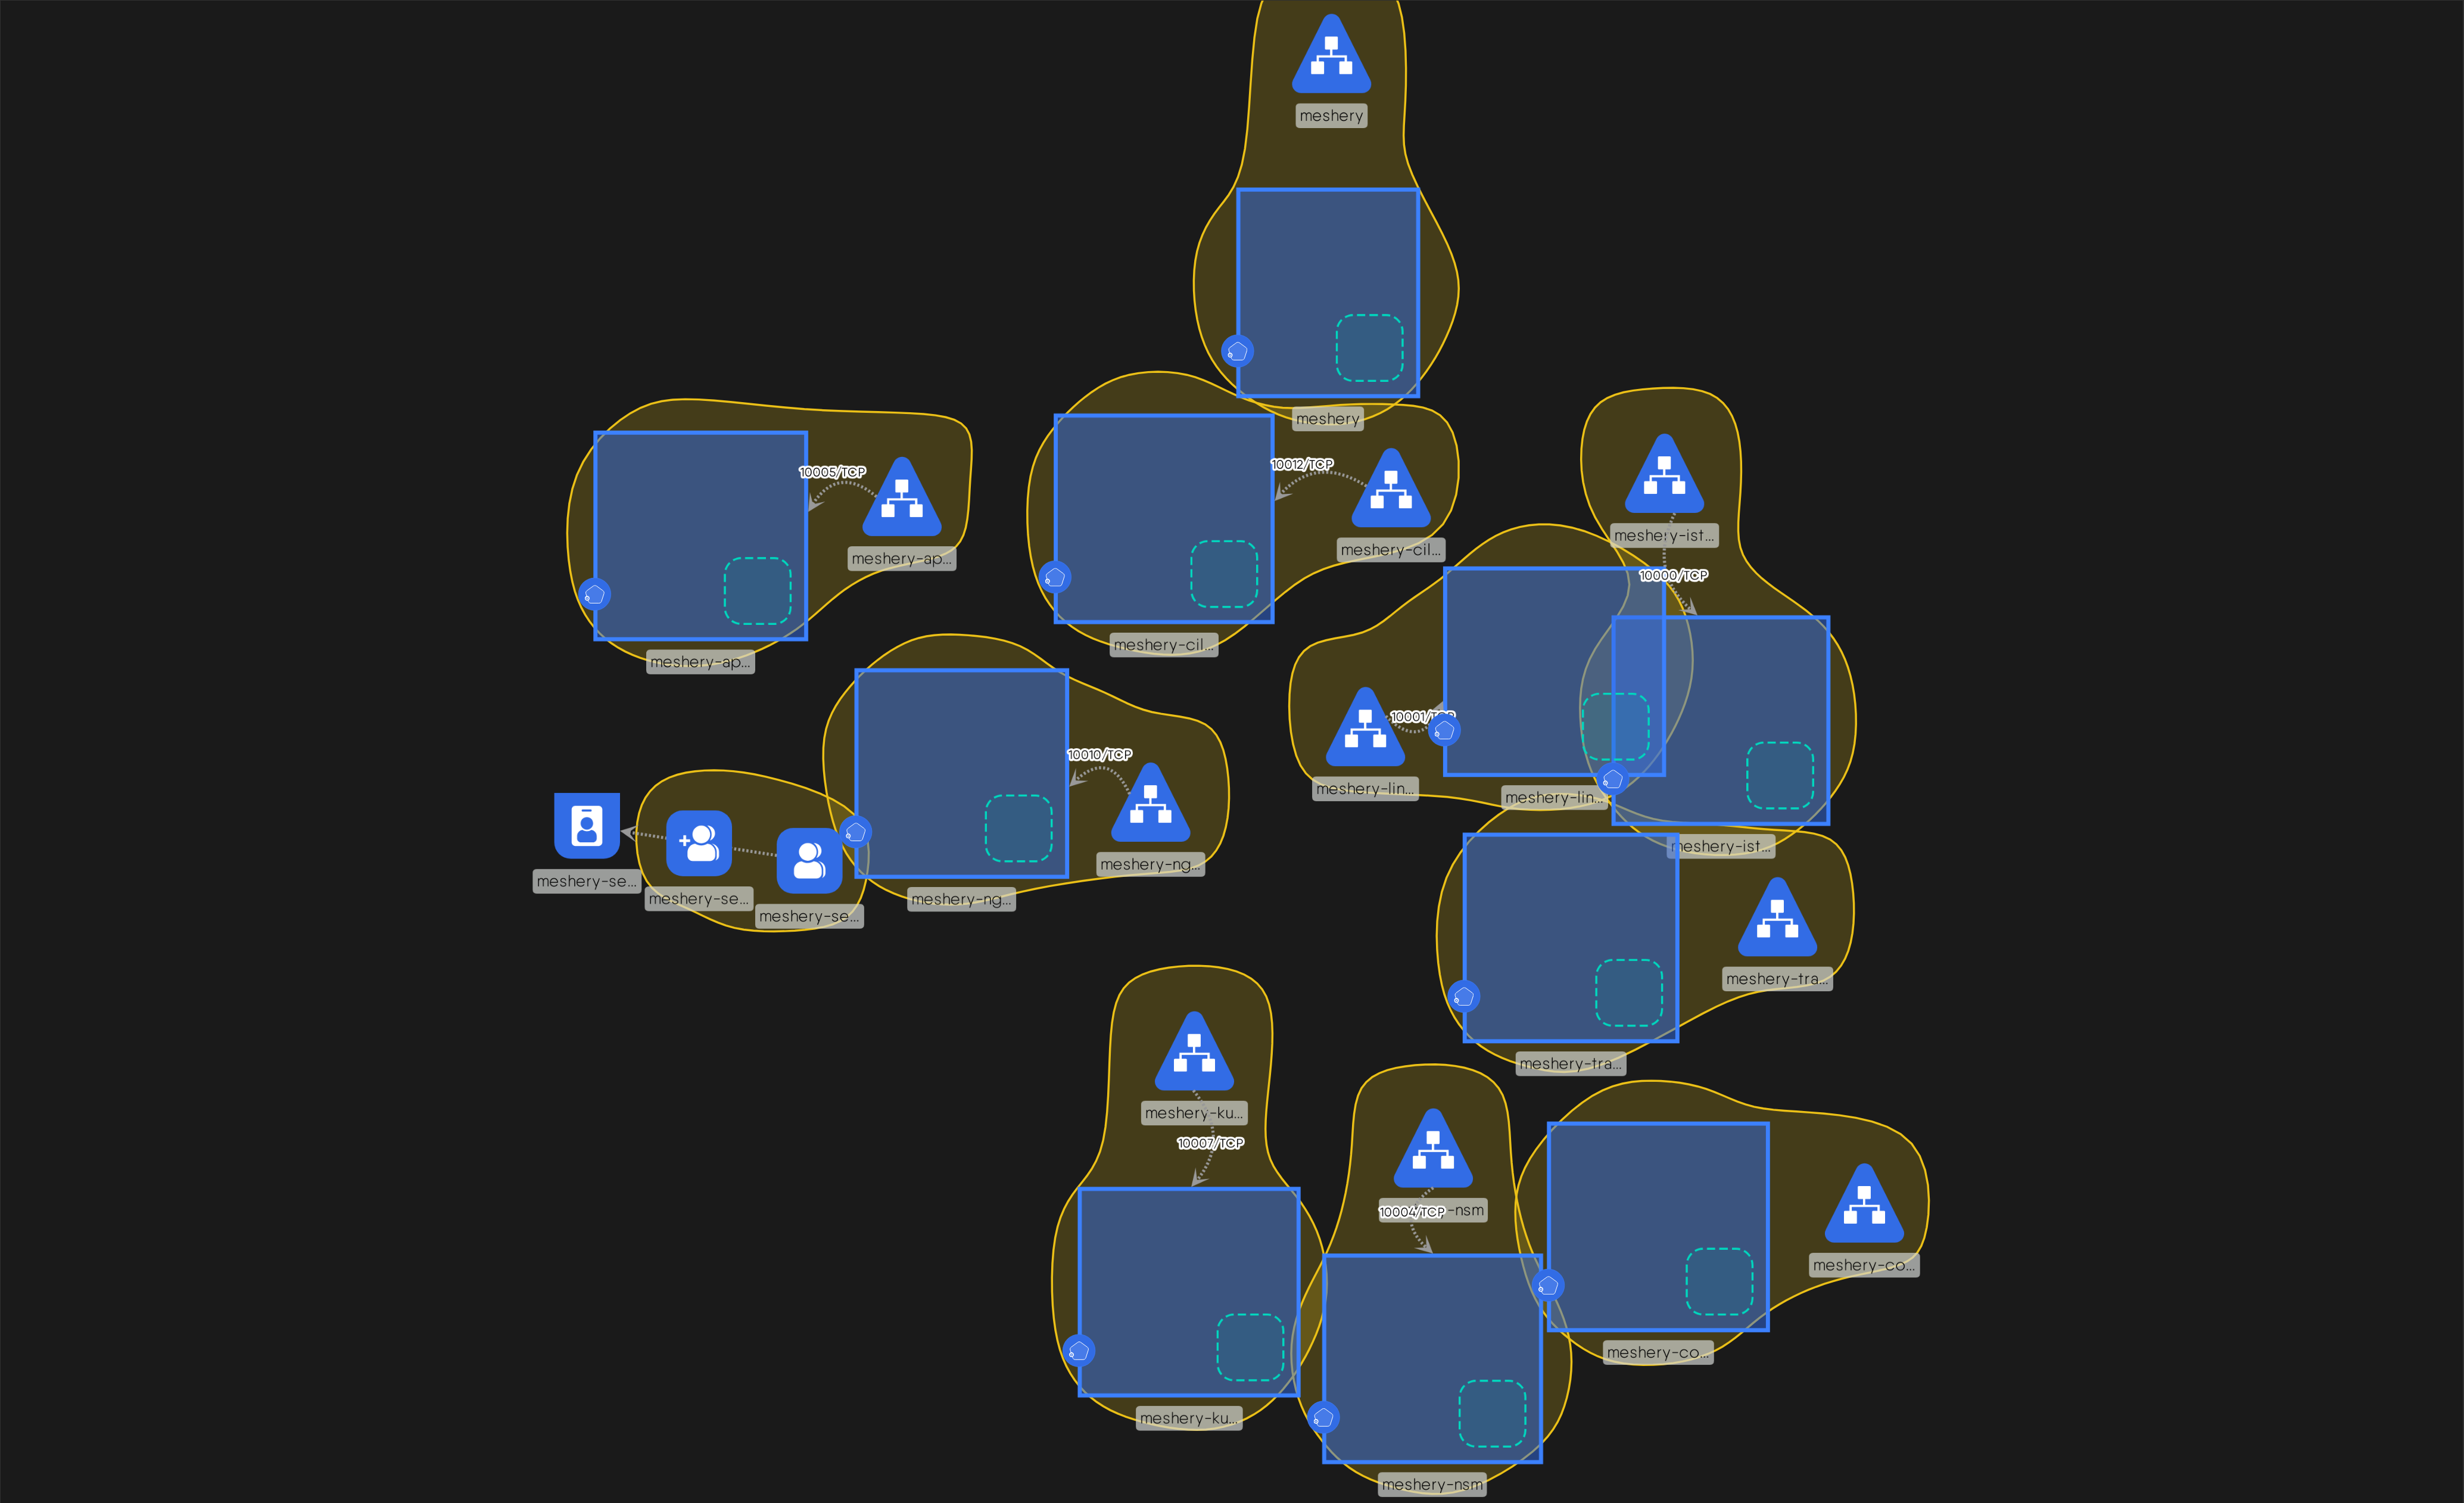 meshery
meshery
10005/TCP
meshery-ap...
meshery-ap...
10012/TCP
meshery-cil...
meshery-cil...
meshery-ist...
10000/TCP
10001/TCP
meshery-lin...
meshery-lin...
meshery-ist...
10010/TCP
meshery-ng...
meshery-ng...
meshery-se...
meshery-se...
meshery-se...
meshery-tra...
meshery-tra...
meshery-ku...
10007/TCP
meshery-ku...
10004/TCP
-nsm
meshery-nsm
meshery-co...
meshery-co...